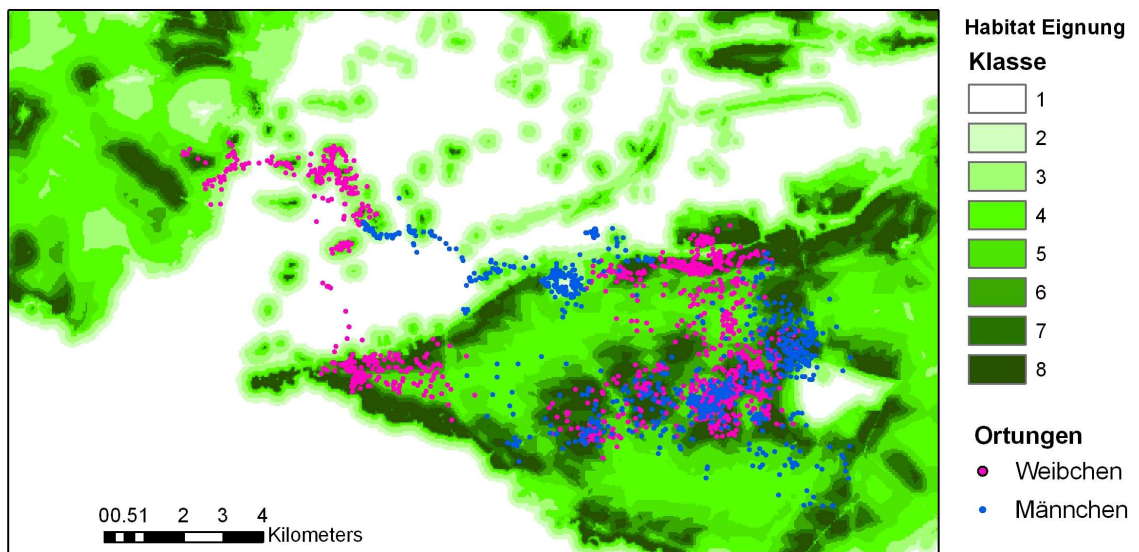 Habitat Eignung
Klasse
1
2
3
4
5
6
7
8
Ortungen
Weibchen
Männchen
00.51 2 3 4
Kilometers